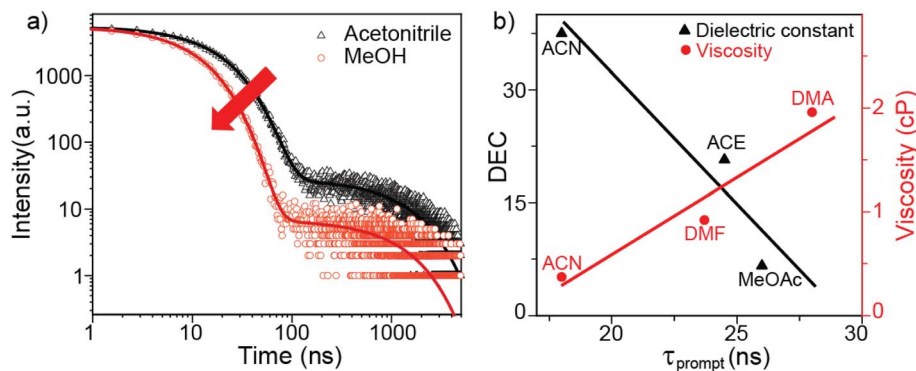 a)
Acetonitrile
MeOH
Intensity(a.u.)
1000
100
10
1
1
10
100
1000
Time (ns)
b)
Dielectric constant
Viscosity
DEC
45
30
15
0
ACN
ACE
MeOAc
ACN
DMF
DMA
20
25
30
τprompt(ns)
2
1
0
Viscosity (cP)